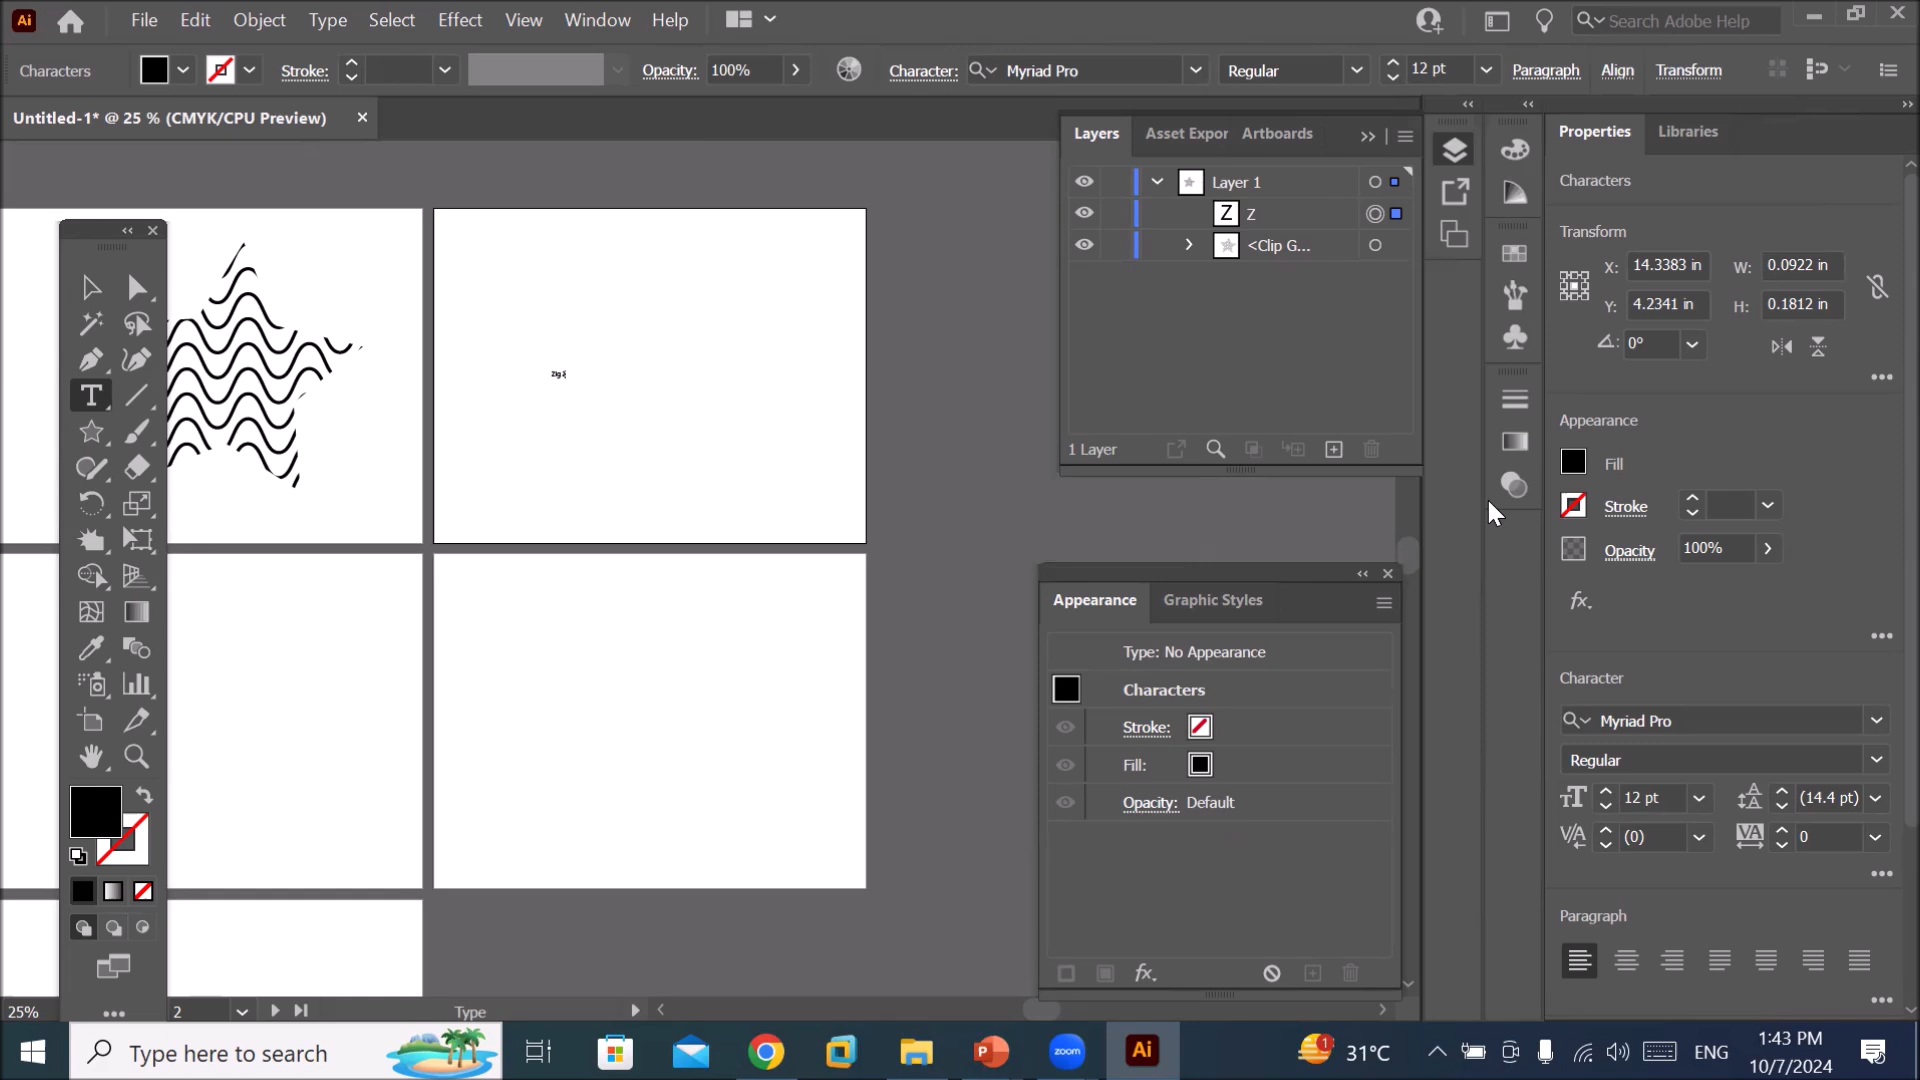 Ai File Edit Object Type Select Effect View Window Help Search Adobe Help
Characters Stroke: Opacity: 100% Character: Myriad Pro Regular 12 pt Paragraph Align Transform
Untitled-1* @ 25 % (CMYK/CPU Preview)
Layers Asset Expor Artboards
Layer 1
Z Z
<Clip G...
1 Layer
Properties Libraries
Characters
Transform
X: 14.3383 in W: 0.0922 in
Y: 4.2341 in H: 0.1812 in
0°
Appearance
Fill
Stroke
Opacity 100%
fx.
Character
Myriad Pro
Regular
12 pt (14.4 pt)
(0) 0
Paragraph
Appearance Graphic Styles
Type: No Appearance
Characters
Stroke:
Fill:
Opacity: Default
fx.
25% 2 Type
Type here to search
zoom
Ai
1
31°C
ENG
1:43 PM
10/7/2024